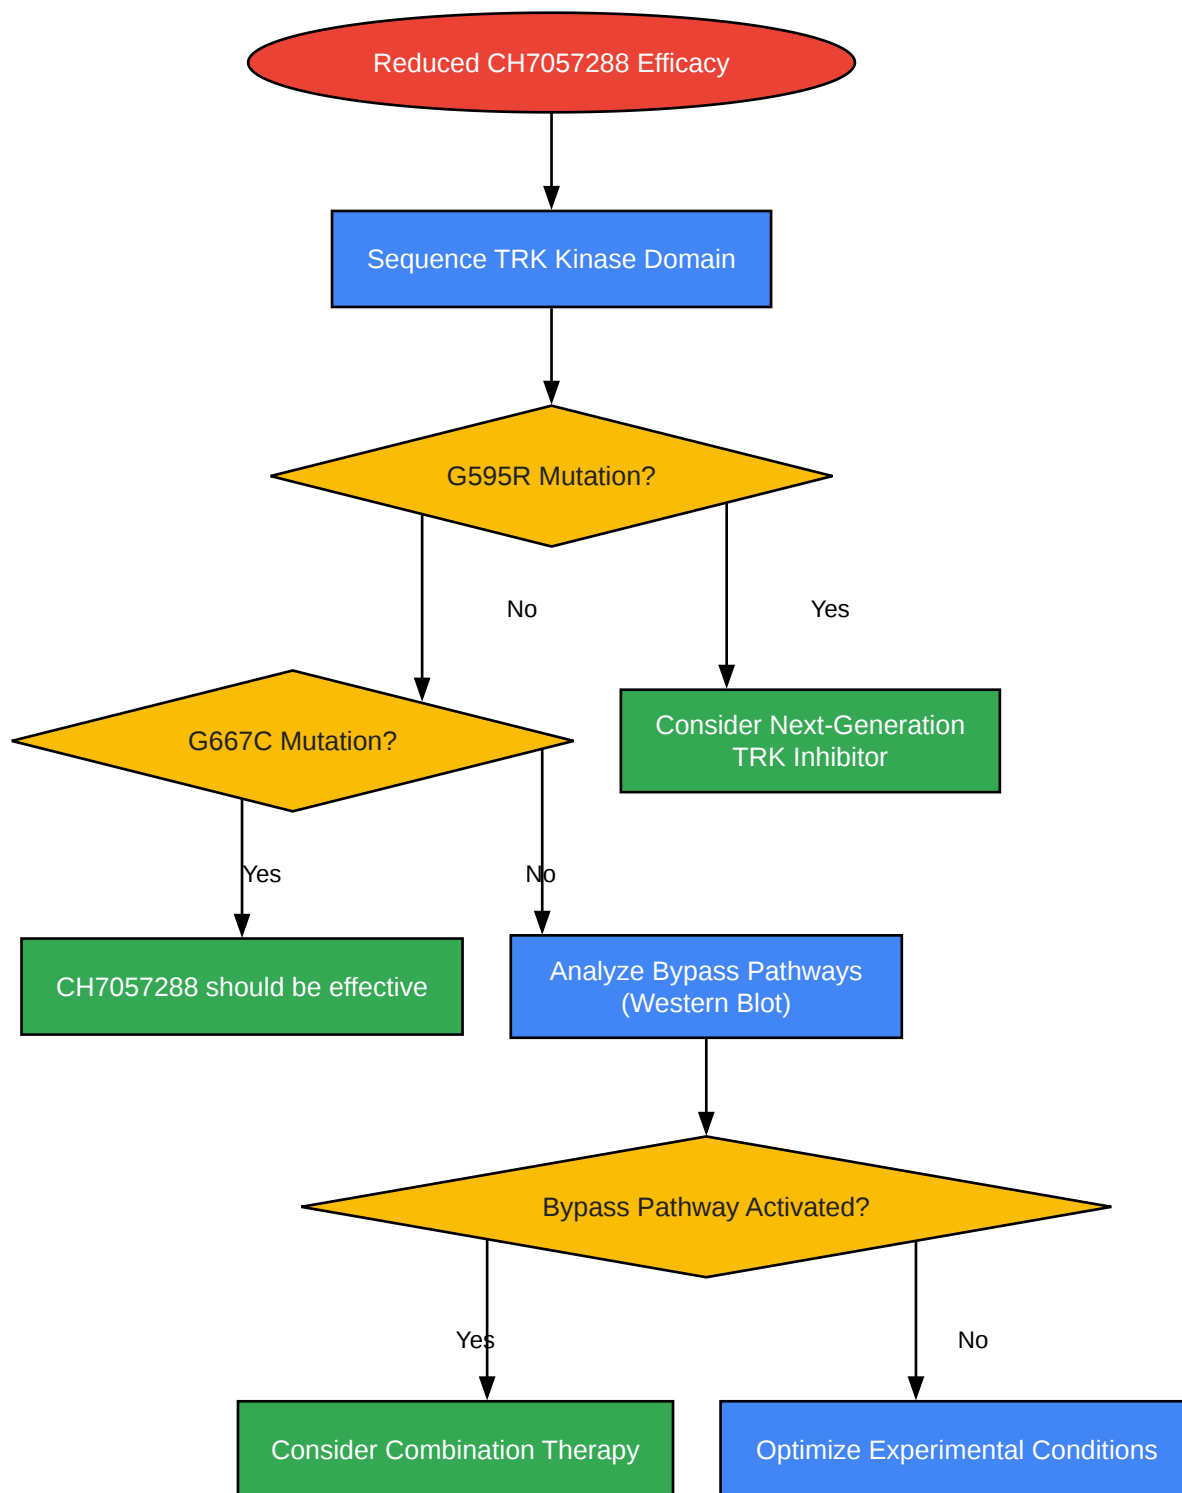 Reduced CH7057288 Efficacy
Sequence TRK Kinase Domain
G595R Mutation?
No
Yes
G667C Mutation?
Consider Next-Generation
TRK Inhibitor
Yes
No
CH7057288 should be effective
Analyze Bypass Pathways
(Western Blot)
Bypass Pathway Activated?
Yes
No
Consider Combination Therapy
Optimize Experimental Conditions